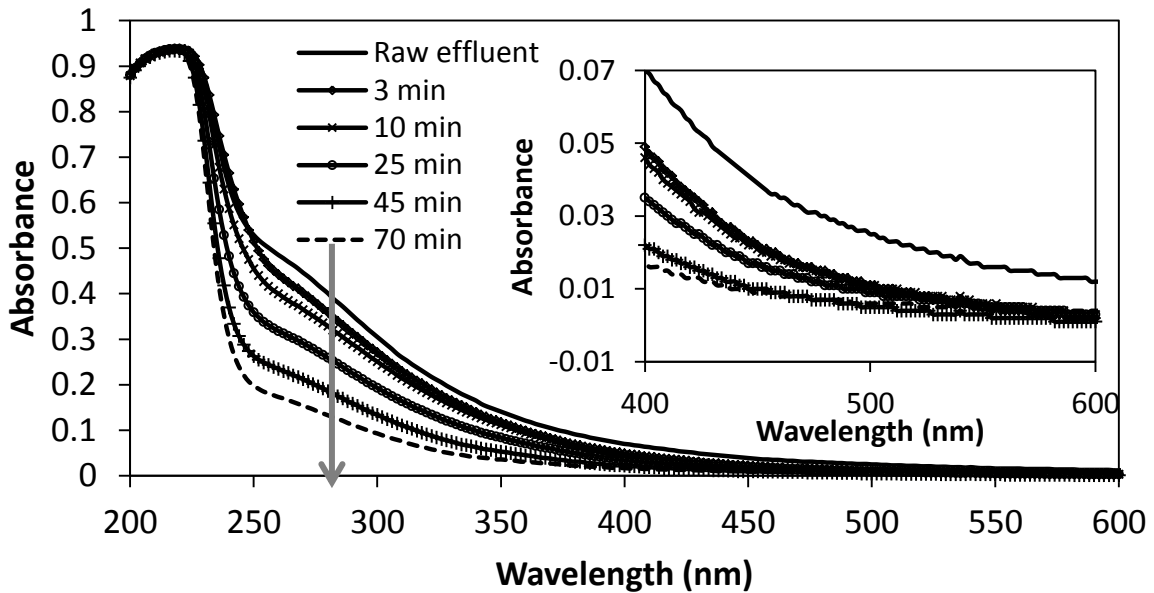 1
0.9
0.8
0.7
0.6
0.5
0.4
0.3
0.2
0.1
0
Absorbance
Raw effluent
3 min
10 min
25 min
45 min
70 min
0.07
0.05
0.03
0.01
-0.01
Absorbance
400 500 600
Wavelength (nm)
200 250 300 350 400 450 500 550 600
Wavelength (nm)